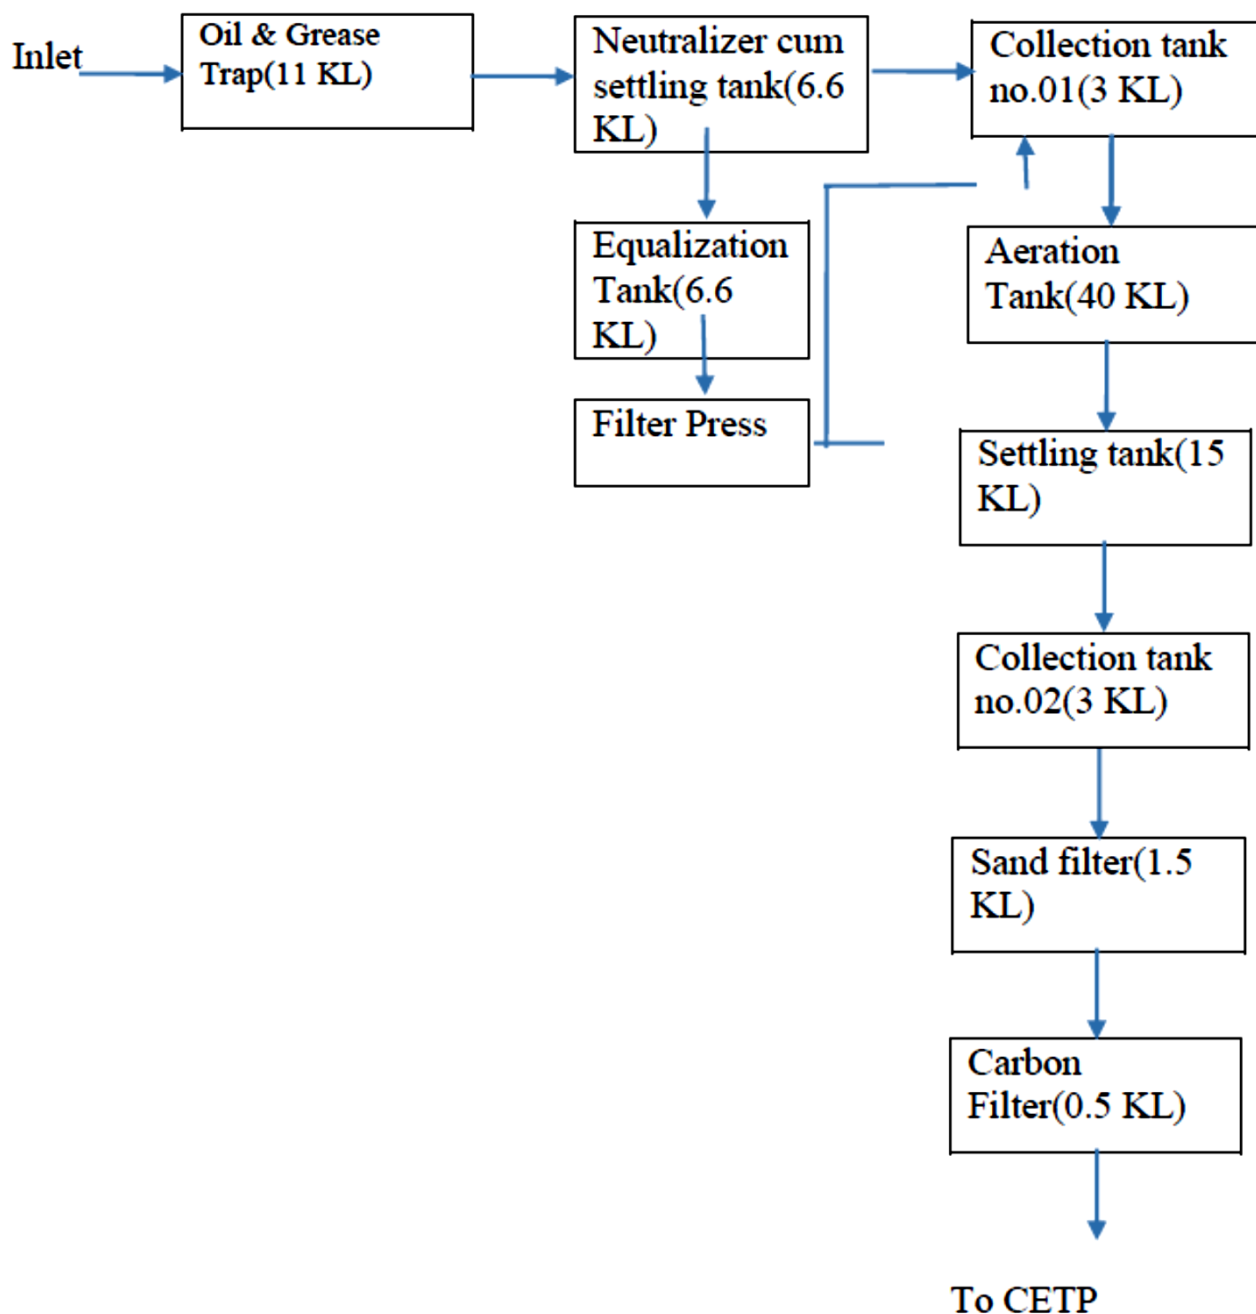 Inlet
Oil & Grease
Trap(11 KL)
Neutralizer cum
settling tank(6.6
KL)
Collection tank
no.01(3 KL)
Equalization
Tank(6.6
KL)
Aeration
Tank(40 KL)
Filter Press
Settling tank(15
KL)
Collection tank
no.02(3 KL)
Sand filter(1.5
KL)
Carbon
Filter(0.5 KL)
To CETP